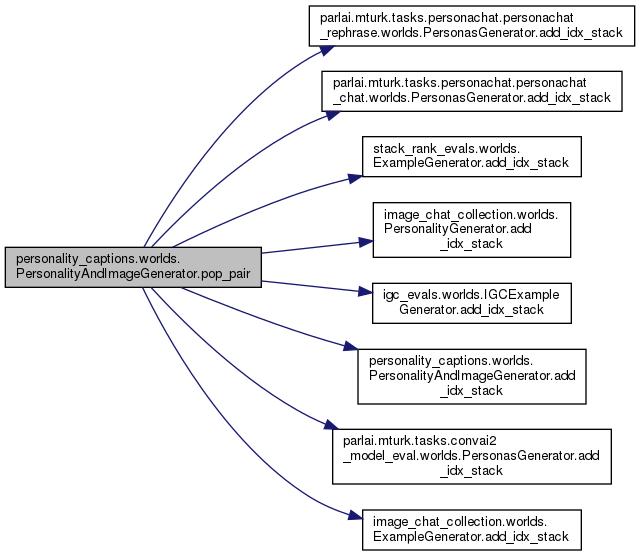 personality_captions.worlds.
PersonalityAndImageGenerator.pop_pair
parlai.mturk.tasks.personachat.personachat
_rephrase.worlds.PersonasGenerator.add_idx_stack
parlai.mturk.tasks.personachat.personachat
_chat.worlds.PersonasGenerator.add_idx_stack
stack_rank_evals.worlds.
ExampleGenerator.add_idx_stack
image_chat_collection.worlds.
PersonalityGenerator.add
_idx_stack
igc_evals.worlds.IGCExample
Generator.add_idx_stack
personality_captions.worlds.
PersonalityAndImageGenerator.add
_idx_stack
parlai.mturk.tasks.convai2
_model_eval.worlds.PersonasGenerator.add
_idx_stack
image_chat_collection.worlds.
ExampleGenerator.add_idx_stack